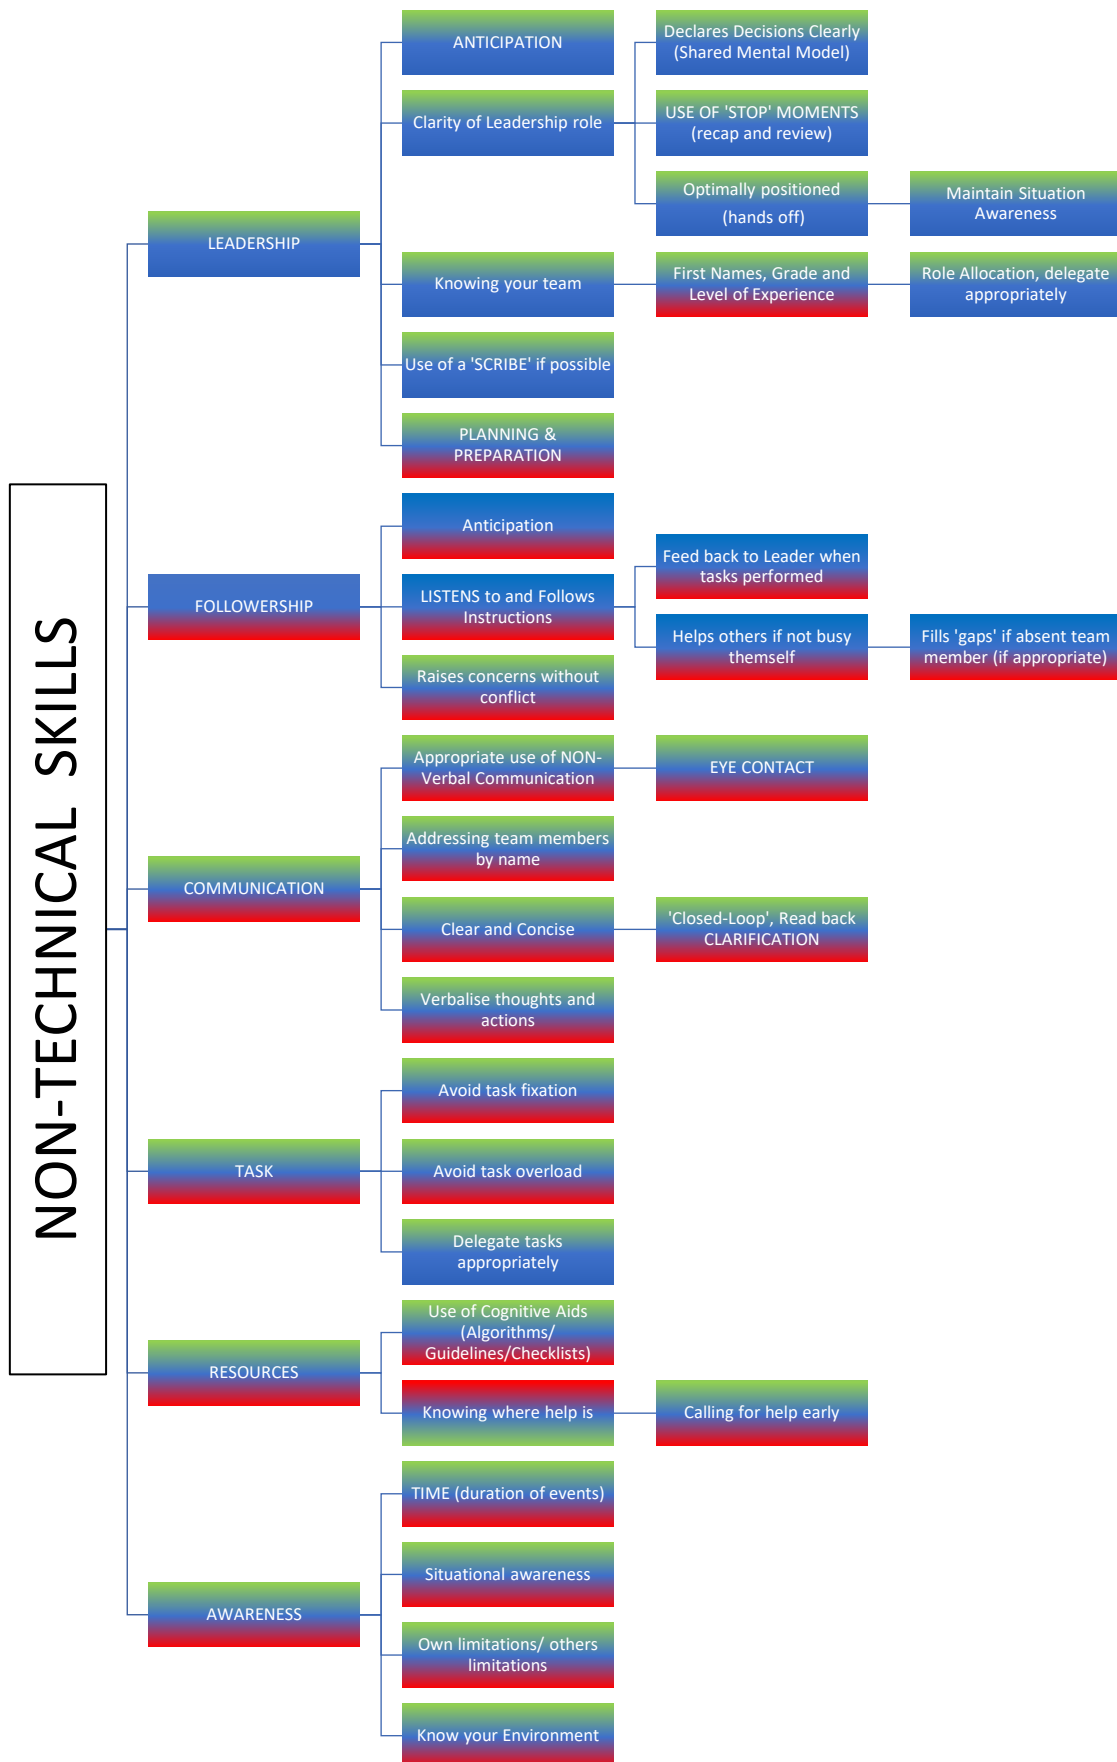 NON-TECHNICAL SKILLS
LEADERSHIP
ANTICIPATION
Clarity of Leadership role
Declares Decisions Clearly
(Shared Mental Model)
USE OF 'STOP' MOMENTS
(recap and review)
Optimally positioned
(hands off)
Maintain Situation
Awareness
Knowing your team
First Names, Grade and
Level of Experience
Role Allocation, delegate
appropriately
Use of a 'SCRIBE' if possible
PLANNING &
PREPARATION
FOLLOWERSHIP
Anticipation
LISTENS to and Follows
Instructions
Feed back to Leader when
tasks performed
Helps others if not busy
themself
Fills 'gaps' if absent team
member (if appropriate)
Raises concerns without
conflict
COMMUNICATION
Appropriate use of NON-
Verbal Communication
EYE CONTACT
Addressing team members
by name
Clear and Concise
'Closed-Loop', Read back
CLARIFICATION
Verbalise thoughts and
actions
TASK
Avoid task fixation
Avoid task overload
Delegate tasks
appropriately
RESOURCES
Use of Cognitive Aids
(Algorithms/
Guidelines/Checklists)
Knowing where help is
Calling for help early
AWARENESS
TIME (duration of events)
Situational awareness
Own limitations/ others
limitations
Know your Environment